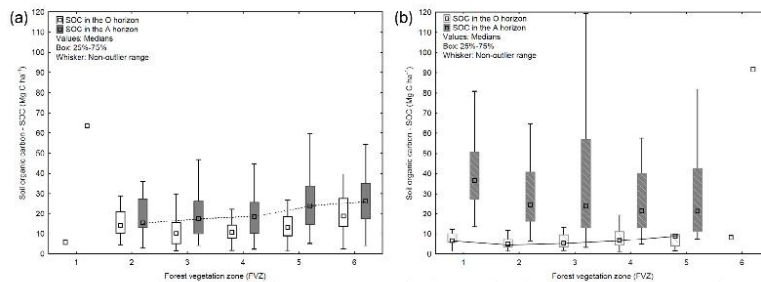 (a)
SOC in the O horizon
SOC in the A horizon
Values: Medians
Box: 25%-75%
Whisker: Non-outlier range
Soil organic carbon - SOC (Mg C ha⁻¹)
120
110
100
90
80
70
60
50
40
30
20
10
0
1 2 3 4 5 6
Forest vegetation zone (FVZ)
(b)
SOC in the O horizon
SOC in the A horizon
Values: Medians
Box: 25%-75%
Whisker: Non-outlier range
Soil organic carbon - SOC (Mg C ha⁻¹)
120
110
100
90
80
70
60
50
40
30
20
10
0
1 2 3 4 5 6
Forest vegetation zone (FVZ)